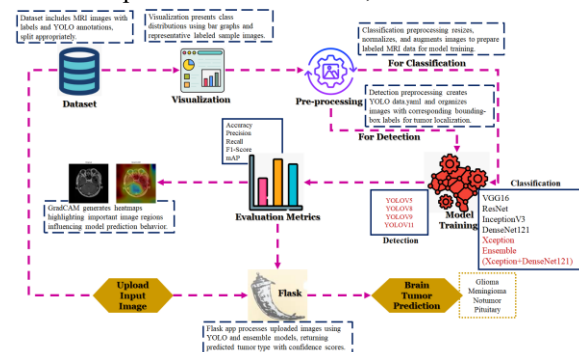 Dataset includes MRI images with
labels and YOLO annotations,
split appropriately.
Visualization presents class
distributions using bar graphs and
representative labeled sample images.
Classification preprocessing resizes,
normalizes, and augments images to prepare
labeled MRI data for model training.
For Classification
Dataset
Visualization
Pre-processing
Detection preprocessing creates
YOLO data.yaml and organizes
images with corresponding bounding-
box labels for tumor localization.
For Detection
Accuracy
Precision
Recall
F1-Score
mAP
GradCAM generates heatmaps
highlighting important image regions
influencing model prediction behavior.
Evaluation Metrics
YOLOV5
YOLOV8
YOLOV9
YOLOV11
Detection
Model
Training
Classification
VGG16
ResNet
InceptionV3
DenseNet121
Xception
Ensemble
(Xception+DenseNet121)
Upload
Input
Image
Flask
Brain
Tumor
Prediction
Glioma
Meningioma
Notumor
Pituitary
Flask app processes uploaded images using
YOLO and ensemble models, returning
predicted tumor type with confidence scores.